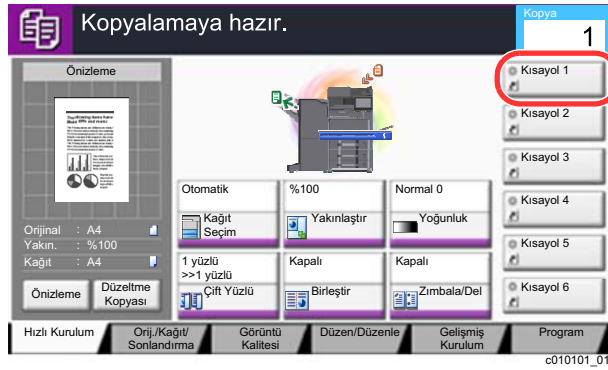 Kopyalamaya hazır.
Kopya
1
Önizleme
Orijinal : A4
Yakın. : %100
Kağıt : A4
Önizleme
Düzeltme
Kopyası
Otomatik
Kağıt
Seçim
%100
Yakınlaştır
Normal 0
Yoğunluk
1 yüzlü
>>1 yüzlü
Çift Yüzlü
Kapalı
Birleştir
Kapalı
Zımbala/Del
Kısayol 1
Kısayol 2
Kısayol 3
Kısayol 4
Kısayol 5
Kısayol 6
Hızlı Kurulum
Orij./Kağıt/
Sonlandırma
Görüntü
Kalitesi
Düzen/Düzenle
Gelişmiş
Kurulum
Program
c010101_01